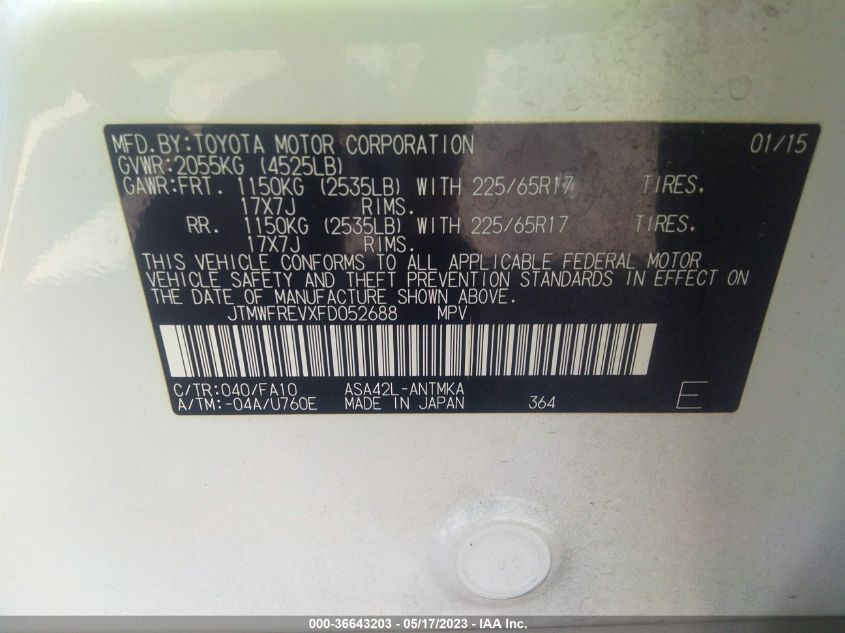 MFD.BY:TOYOTA MOTOR CORPORATION 01/15
GVWR:2055KG (4525LB)
GAWR:FRT. 1150KG (2535LB) WITH 225/65R17 TIRES.
17X7J RIMS.
RR. 1150KG (2535LB) WITH 225/65R17 TIRES.
17X7J RIMS.
THIS VEHICLE CONFORMS TO ALL APPLICABLE FEDERAL MOTOR
VEHICLE SAFETY AND THEFT PREVENTION STANDARDS IN EFFECT ON
THE DATE OF MANUFACTURE SHOWN ABOVE.
JTMWFREVXFD052688 MPV
C/TR:040/FA10 ASA42L-ANTMKA
A/TM:-04A/U760E MADE IN JAPAN 364 E
000-36643203 - 05/17/2023 - IAA Inc.